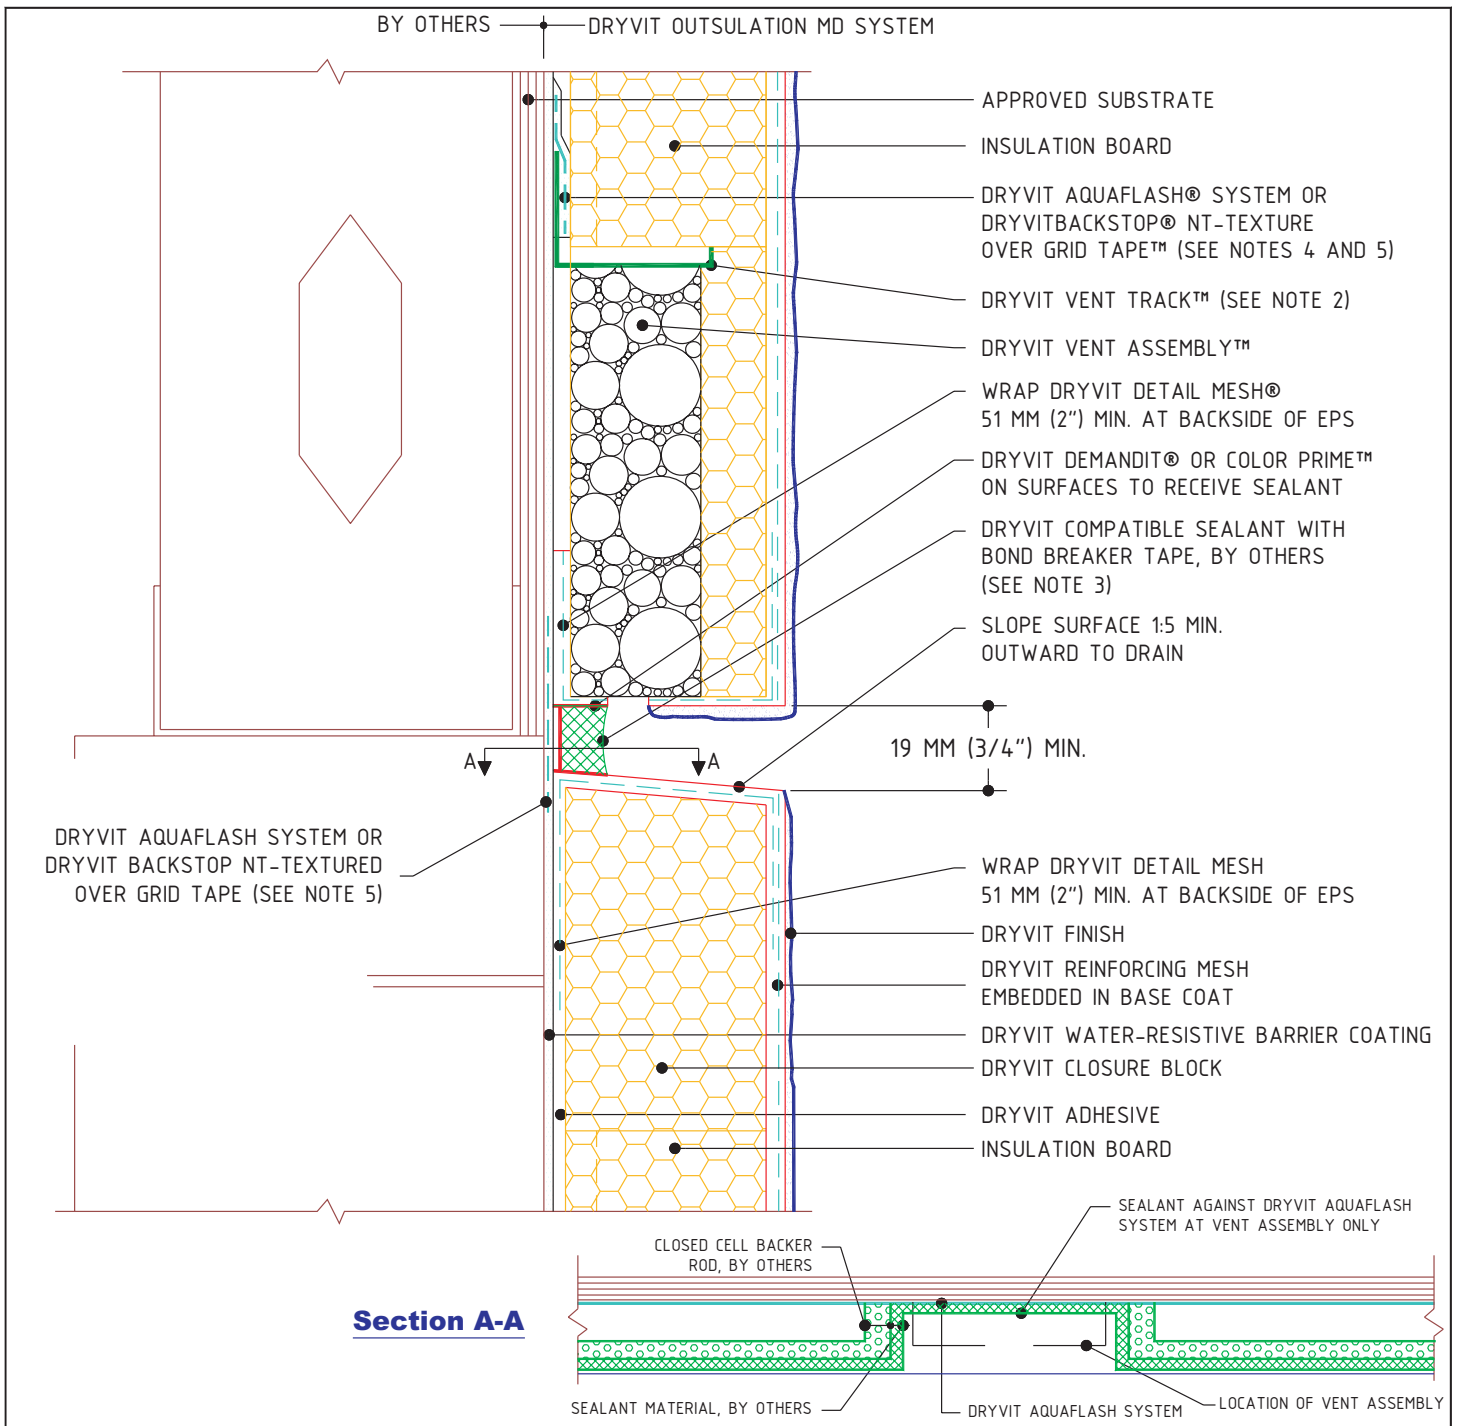 BY OTHERS
DRYVIT OUTSULATION MD SYSTEM
APPROVED SUBSTRATE
INSULATION BOARD
DRYVIT AQUAFLASH® SYSTEM OR
DRYVITBACKSTOP® NT-TEXTURE
OVER GRID TAPE™ (SEE NOTES 4 AND 5)
DRYVIT VENT TRACK™ (SEE NOTE 2)
DRYVIT VENT ASSEMBLY™
WRAP DRYVIT DETAIL MESH®
51 MM (2") MIN. AT BACKSIDE OF EPS
DRYVIT DEMANDIT® OR COLOR PRIME™
ON SURFACES TO RECEIVE SEALANT
DRYVIT COMPATIBLE SEALANT WITH
BOND BREAKER TAPE, BY OTHERS
(SEE NOTE 3)
SLOPE SURFACE 1:5 MIN.
OUTWARD TO DRAIN
19 MM (3/4") MIN.
A
A
DRYVIT AQUAFLASH SYSTEM OR
DRYVIT BACKSTOP NT-TEXTURED
OVER GRID TAPE (SEE NOTE 5)
WRAP DRYVIT DETAIL MESH
51 MM (2") MIN. AT BACKSIDE OF EPS
DRYVIT FINISH
DRYVIT REINFORCING MESH
EMBEDDED IN BASE COAT
DRYVIT WATER-RESISTIVE BARRIER COATING
DRYVIT CLOSURE BLOCK
DRYVIT ADHESIVE
INSULATION BOARD
SEALANT AGAINST DRYVIT AQUAFLASH
SYSTEM AT VENT ASSEMBLY ONLY
CLOSED CELL BACKER
ROD, BY OTHERS
Section A-A
SEALANT MATERIAL, BY OTHERS
DRYVIT AQUAFLASH SYSTEM
LOCATION OF VENT ASSEMBLY